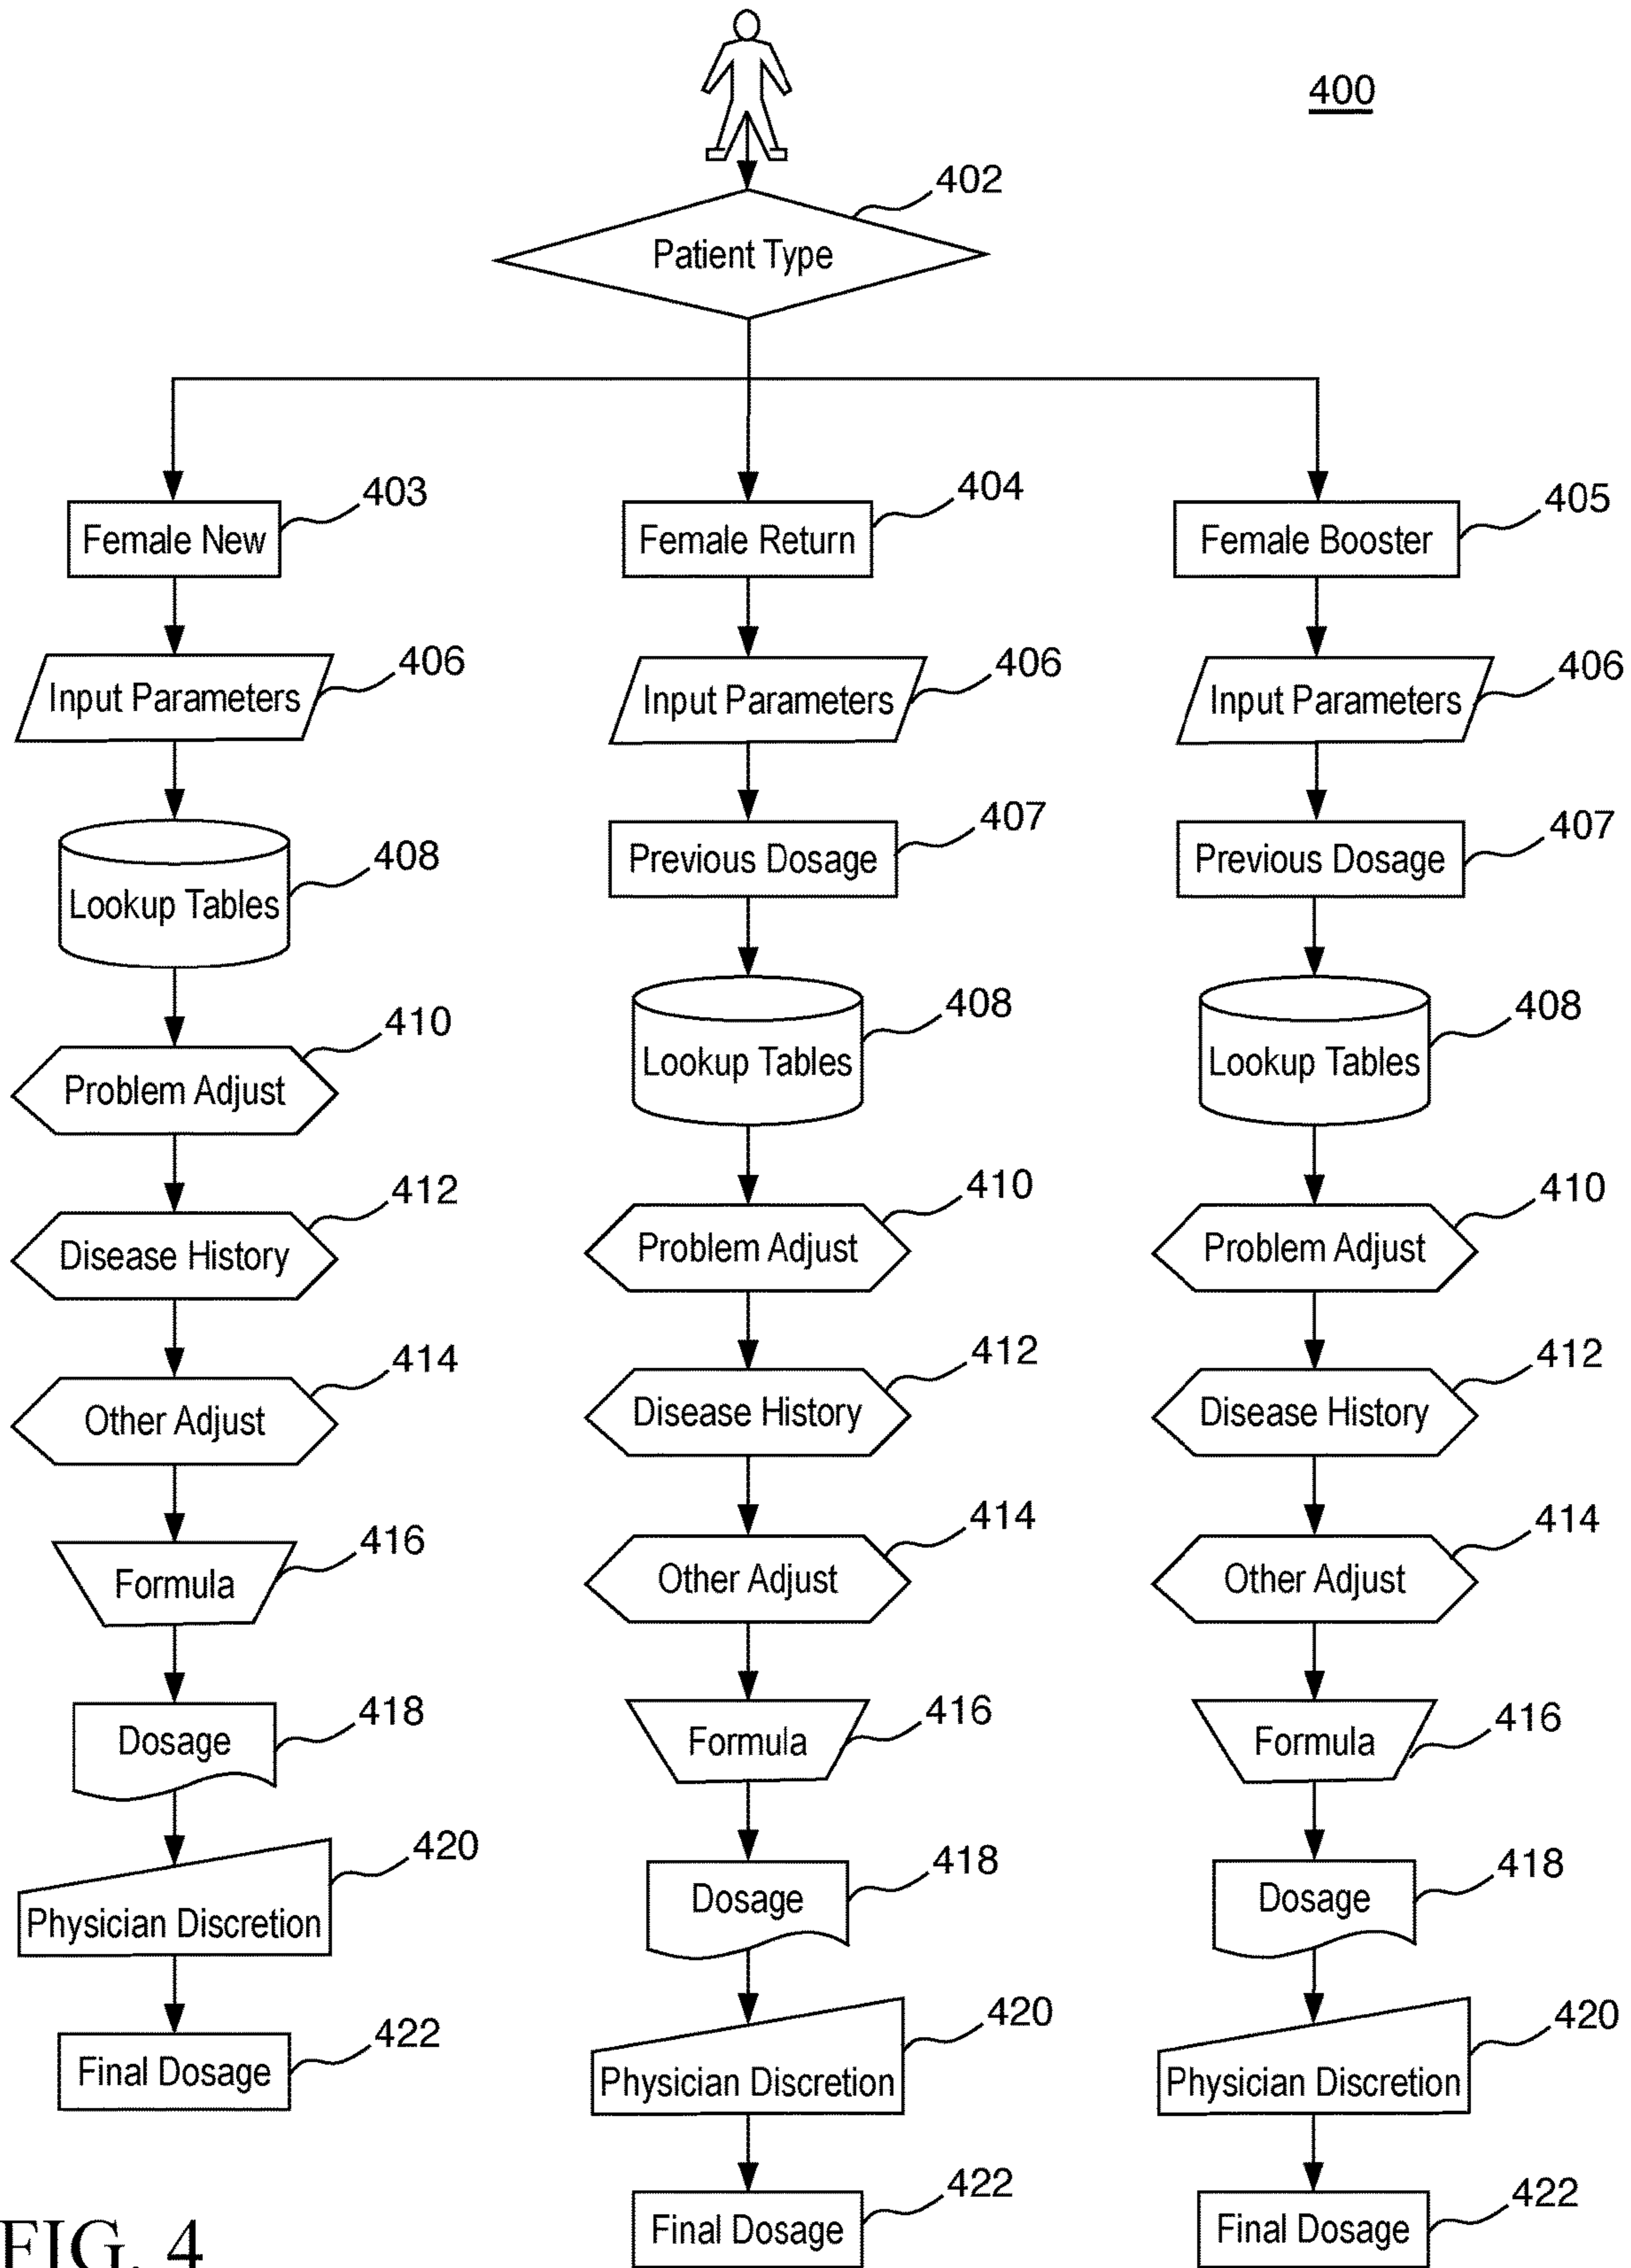 400
402
Patient Type
403
Female New
404
Female Return
405
Female Booster
406
Input Parameters
406
Input Parameters
406
Input Parameters
408
Lookup Tables
407
Previous Dosage
407
Previous Dosage
410
Problem Adjust
408
Lookup Tables
408
Lookup Tables
412
Disease History
410
Problem Adjust
410
Problem Adjust
414
Other Adjust
412
Disease History
412
Disease History
416
Formula
414
Other Adjust
414
Other Adjust
418
Dosage
416
Formula
416
Formula
420
Physician Discretion
418
Dosage
418
Dosage
422
Final Dosage
420
Physician Discretion
420
Physician Discretion
422
Final Dosage
422
Final Dosage
FIG. 4